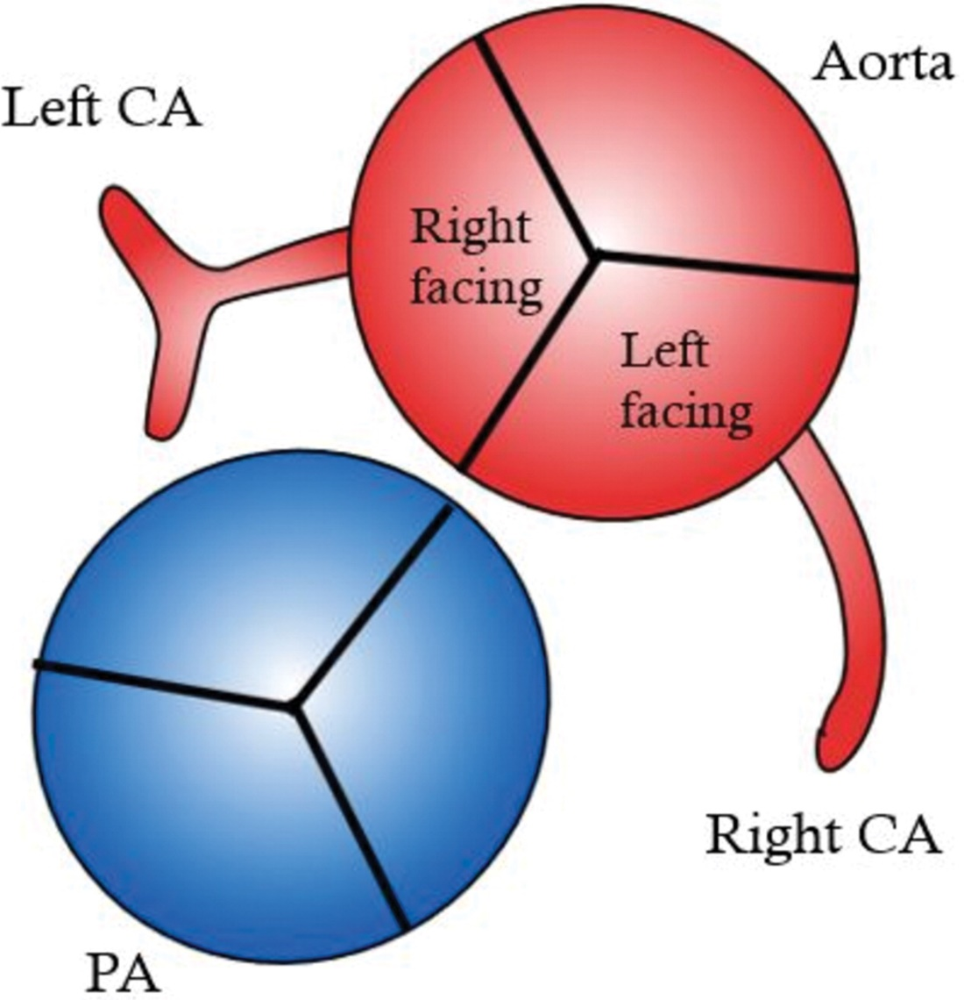 Aorta
Left CA
Right
facing
Left
facing
Right CA
PA